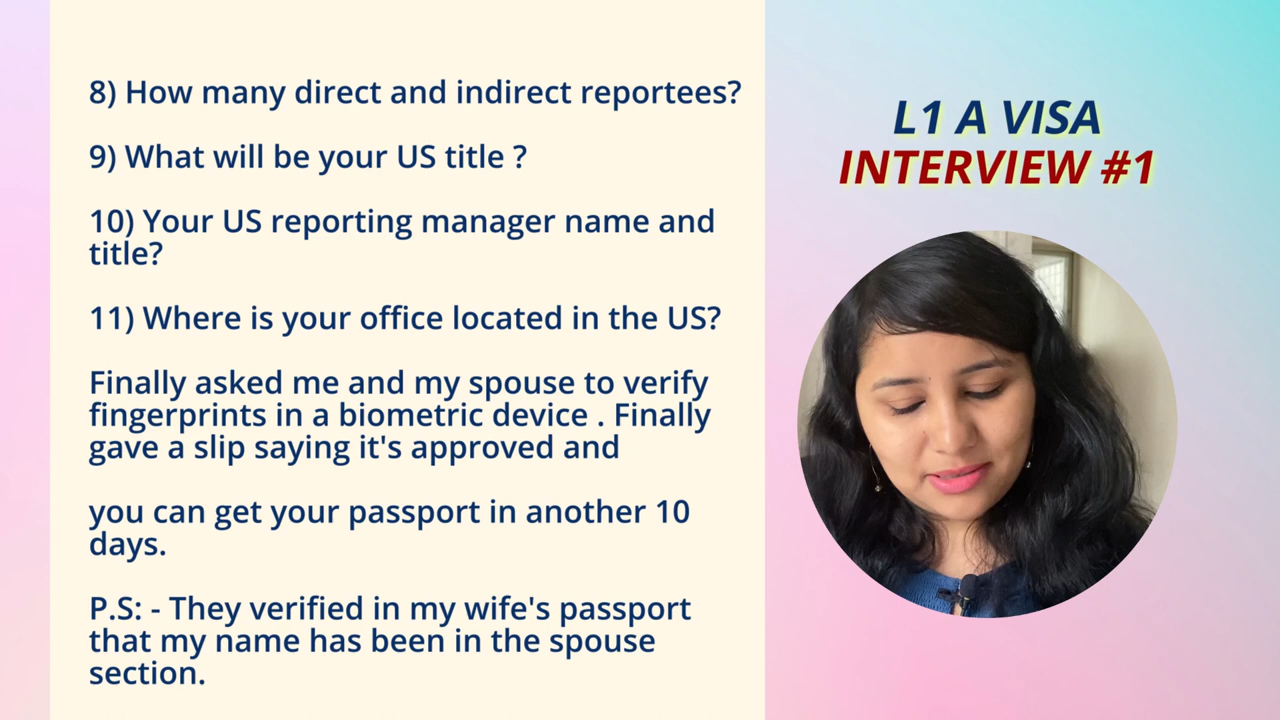 8) How many direct and indirect reportees?
9) What will be your US title ?
10) Your US reporting manager name and
title?
11) Where is your office located in the US?
Finally asked me and my spouse to verify
fingerprints in a biometric device . Finally
gave a slip saying it's approved and
you can get your passport in another 10
days.
P.S: - They verified in my wife's passport
that my name has been in the spouse
section.
L1 A VISA
INTERVIEW #1